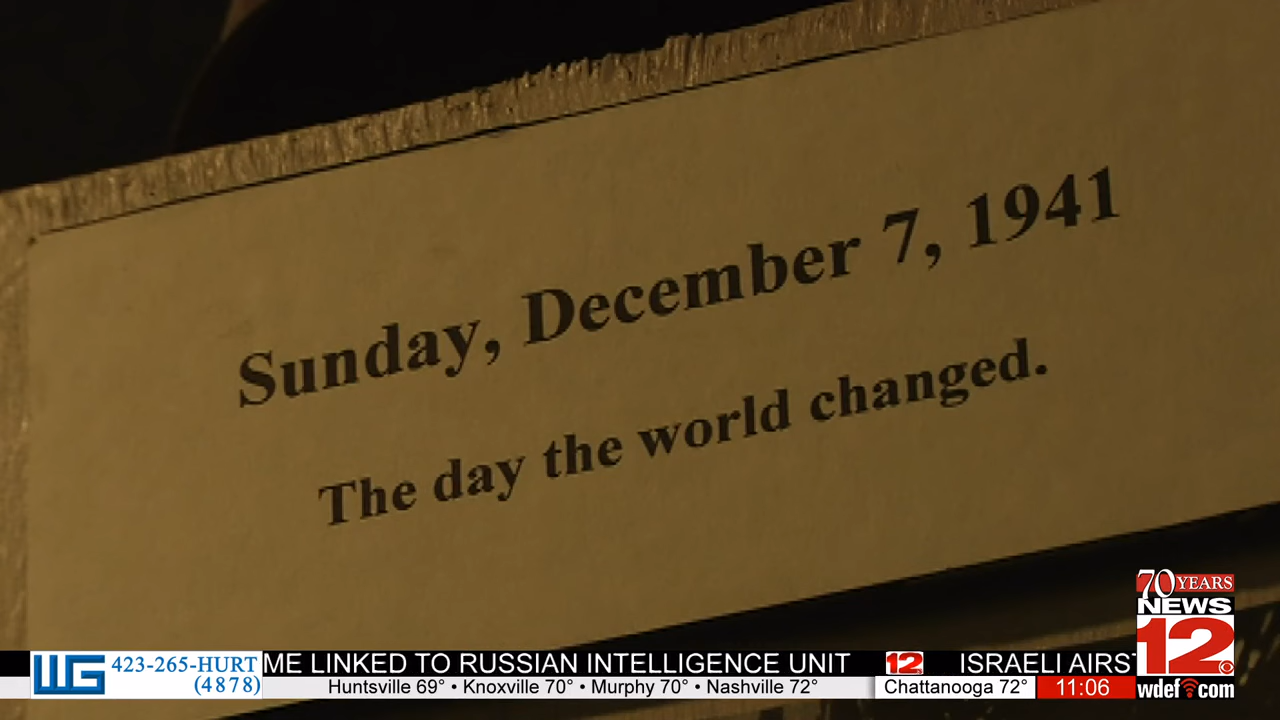 Sunday, December 7, 1941
The day the world changed.
70 YEARS
NEWS
12
wdef.com
WG 423-265-HURT
(4878)
ME LINKED TO RUSSIAN INTELLIGENCE UNIT 12 ISRAELI AIRST
Huntsville 69° • Knoxville 70° • Murphy 70° • Nashville 72° Chattanooga 72° 11:06